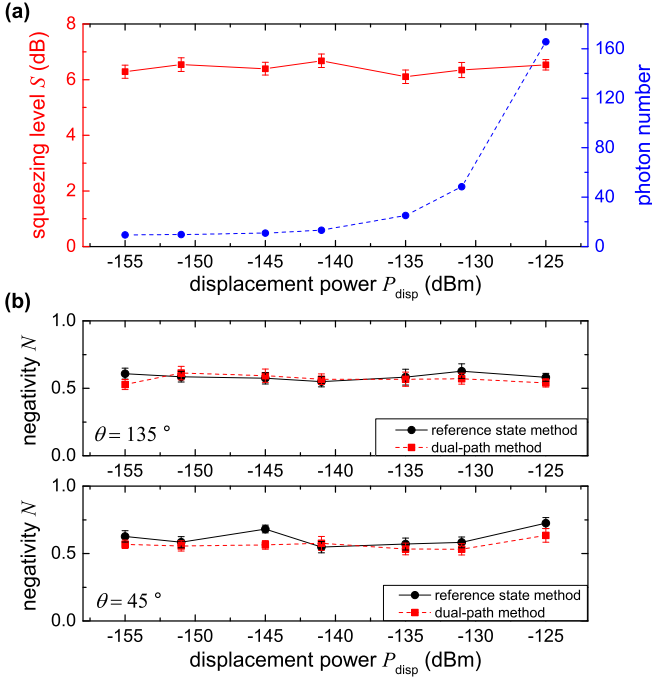 (a)
8
6
4
2
0
squeezing level S (dB)
160
120
80
40
0
photon number
-155 -151 -145 -140 -135 -130 -125
displacement power Pdisp (dBm)
(b)
1.0
0.5
0.0
negativity N
θ = 135 °
reference state method
dual-path method
-155 -150 -145 -140 -135 -130 -125
1.0
0.5
0.0
negativity N
θ = 45 °
reference state method
dual-path method
-155 -150 -145 -140 -135 -130 -125
displacement power Pdisp (dBm)